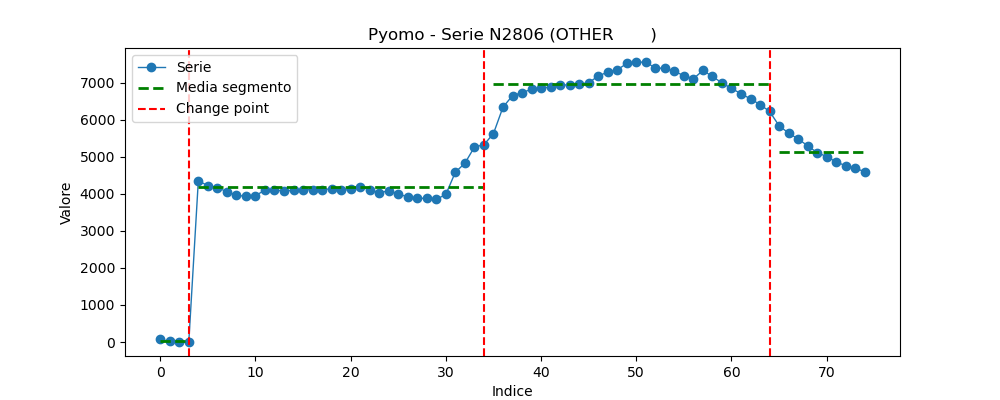 Pyomo - Serie N2806 (OTHER        )
Serie
Media segmento
Change point
Valore
7000
6000
5000
4000
3000
2000
1000
0
0 10 20 30 40 50 60 70
Indice